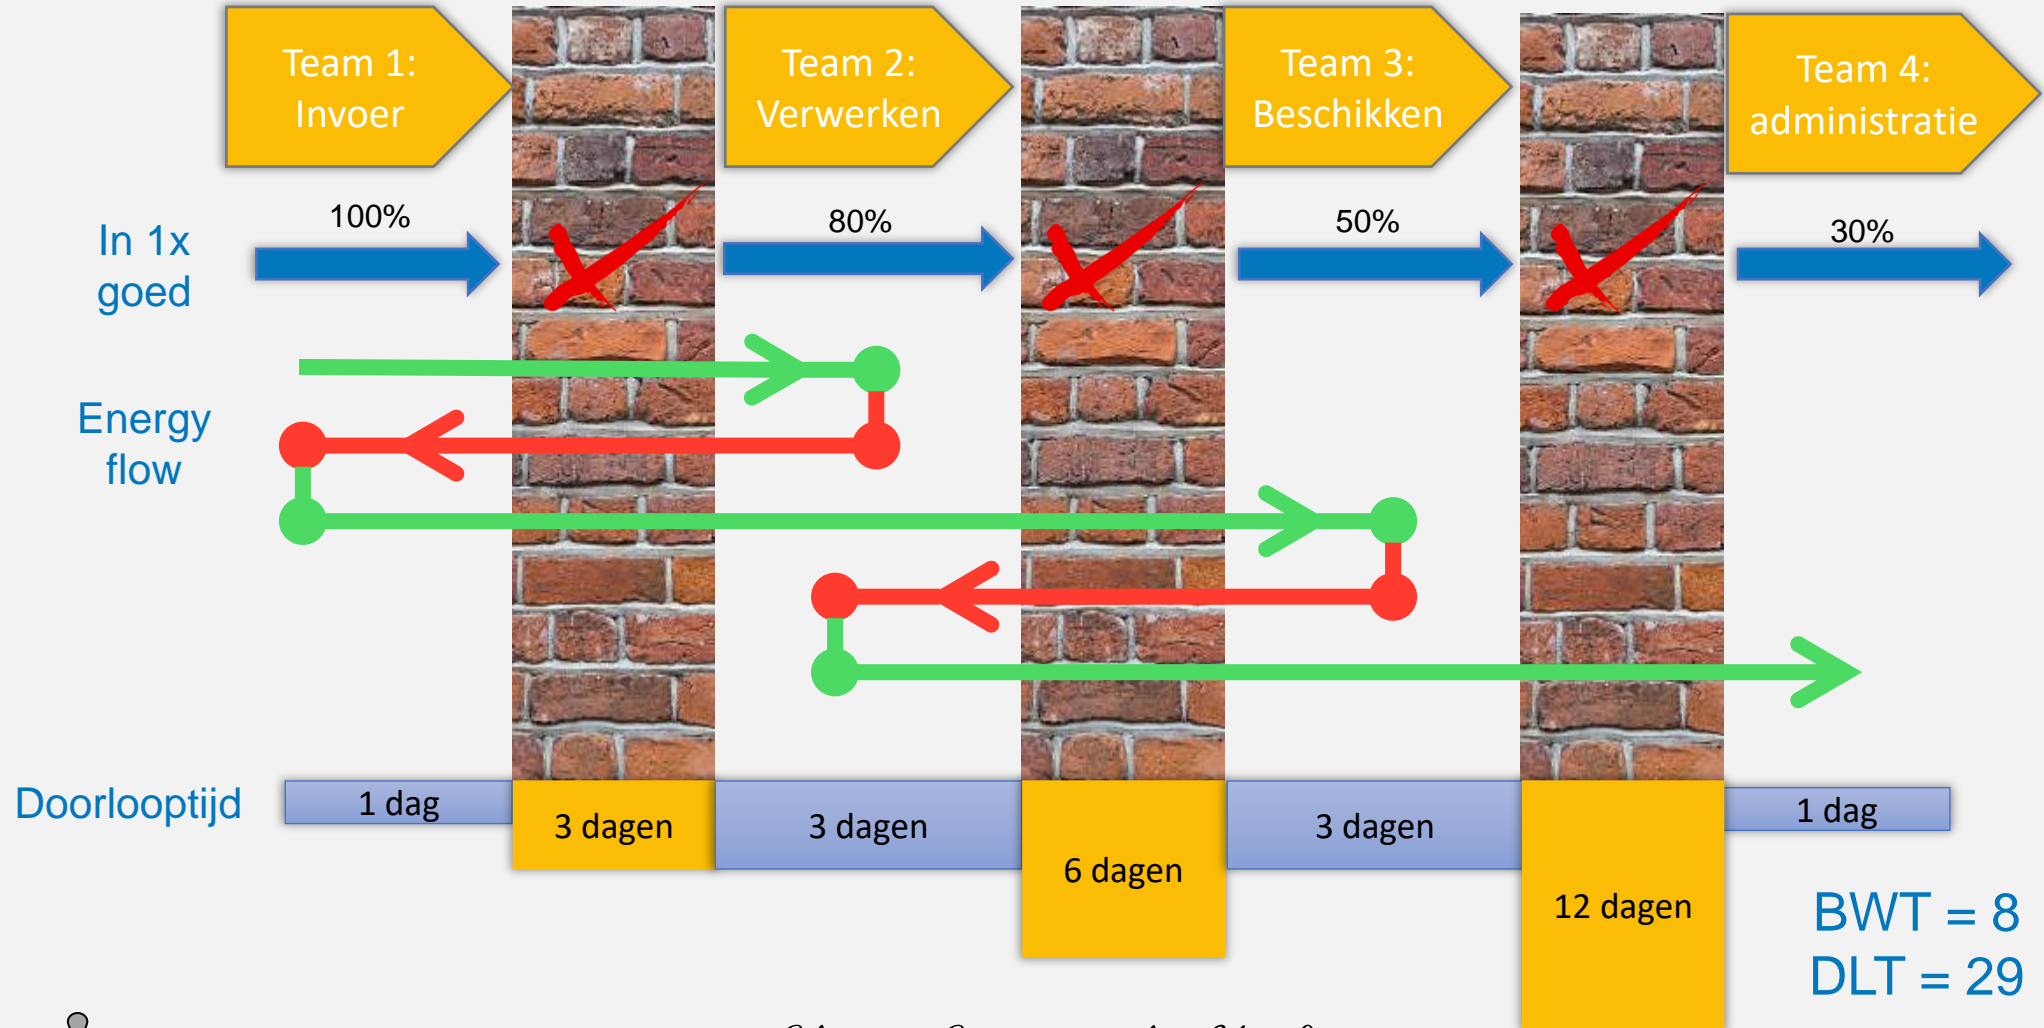 Team 1:
Invoer
Team 2:
Verwerken
Team 3:
Beschikken
Team 4:
administratie
In 1x
goed
100%
80%
50%
30%
Energy
flow
Doorlooptijd
1 dag
3 dagen
3 dagen
6 dagen
3 dagen
12 dagen
1 dag
BWT = 8
DLT = 29